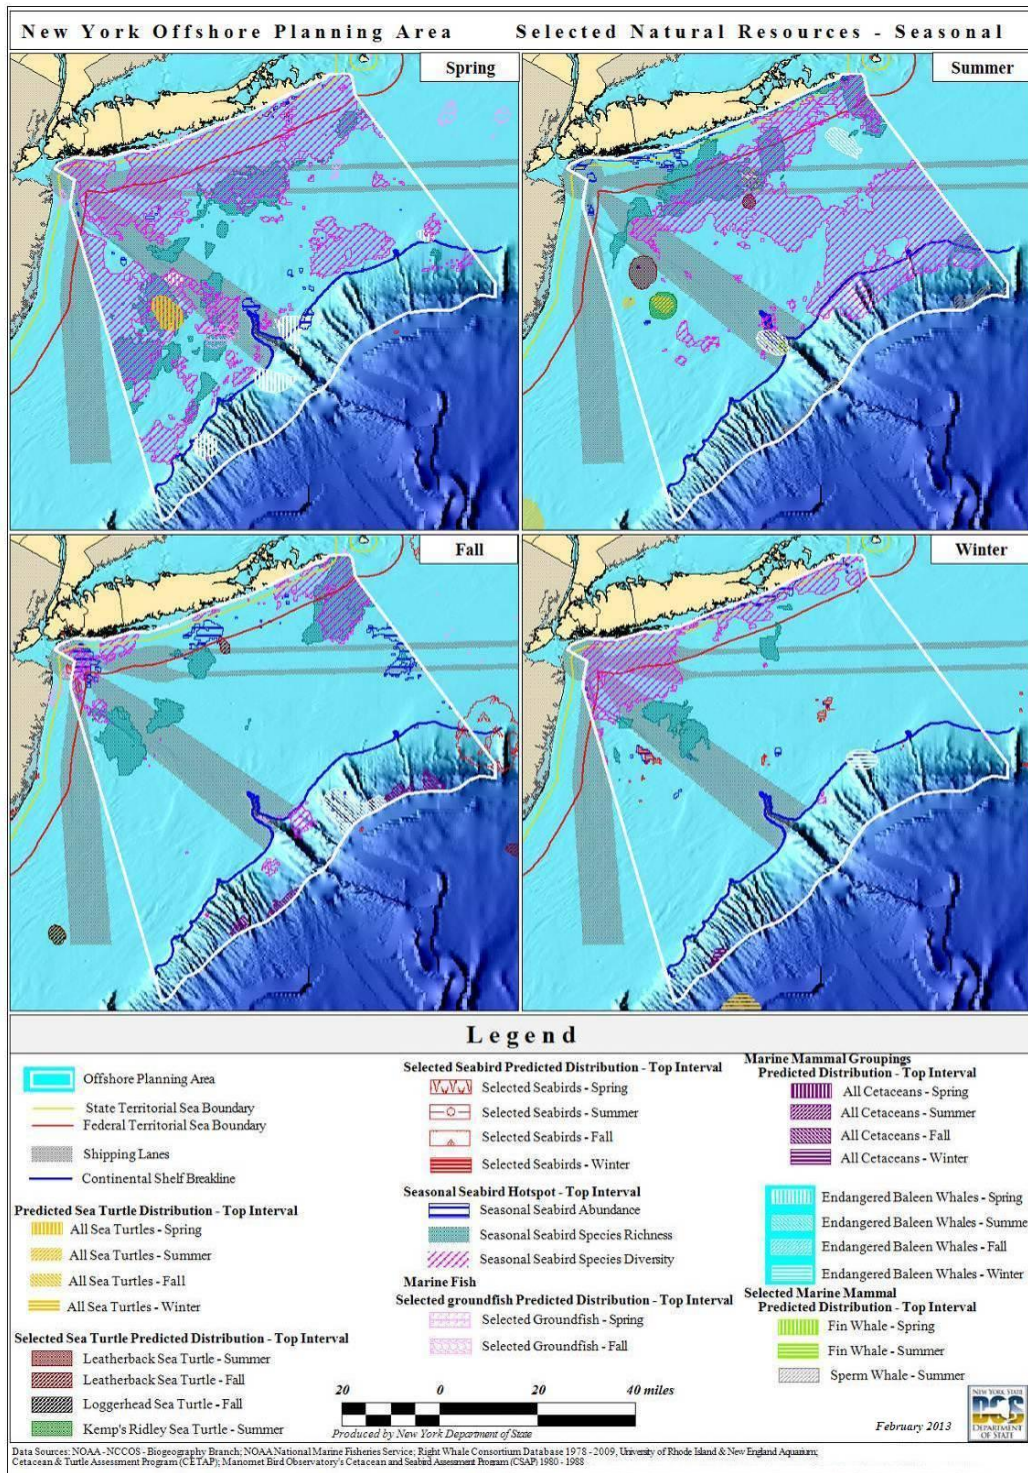 New York Offshore Planning Area Selected Natural Resources - Seasonal
Spring
Summer
Fall
Winter
Legend
Offshore Planning Area
State Territorial Sea Boundary
Federal Territorial Sea Boundary
Shipping Lanes
Continental Shelf Breakline
Predicted Sea Turtle Distribution - Top Interval
All Sea Turtles - Spring
All Sea Turtles - Summer
All Sea Turtles - Fall
All Sea Turtles - Winter
Selected Sea Turtle Predicted Distribution - Top Interval
Leatherback Sea Turtle - Summer
Leatherback Sea Turtle - Fall
Loggerhead Sea Turtle - Fall
Kemp's Ridley Sea Turtle - Summer
Selected Seabird Predicted Distribution - Top Interval
Selected Seabirds - Spring
Selected Seabirds - Summer
Selected Seabirds - Fall
Selected Seabirds - Winter
Seasonal Seabird Hotspot - Top Interval
Seasonal Seabird Abundance
Seasonal Seabird Species Richness
Seasonal Seabird Species Diversity
Marine Fish
Selected groundfish Predicted Distribution - Top Interval
Selected Groundfish - Spring
Selected Groundfish - Fall
20 0 20 40 miles
Produced by New York Department of State
Marine Mammal Groupings
Predicted Distribution - Top Interval
All Cetaceans - Spring
All Cetaceans - Summer
All Cetaceans - Fall
All Cetaceans - Winter
Endangered Baleen Whales - Spring
Endangered Baleen Whales - Summe
Endangered Baleen Whales - Fall
Endangered Baleen Whales - Winter
Selected Marine Mammal
Predicted Distribution - Top Interval
Fin Whale - Spring
Fin Whale - Summer
Sperm Whale - Summer
February 2013
NEW YORK STATE
DOS
DEPARTMENT
OF STATE
Data Sources: NOAA - NCCOS - Biogeography Branch; NOAA National Marine Fisheries Service; Right Whale Consortium Database 1978 - 2009, University of Rhode Island & New England Aquarium;
Cetacean & Turtle Assessment Program (CETAP); Manomet Bird Observatory's Cetacean and Seabird Assessment Program (CSAP) 1980 - 1988